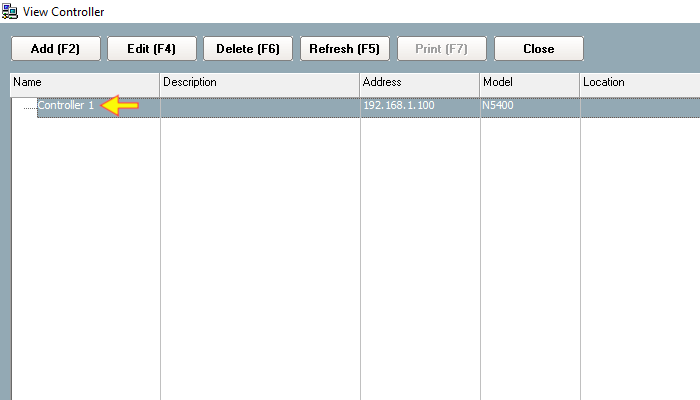 View Controller
Add (F2) Edit (F4) Delete (F6) Refresh (F5) Print (F7) Close
Name Description Address Model Location
Controller 1 192.168.1.100 N5400